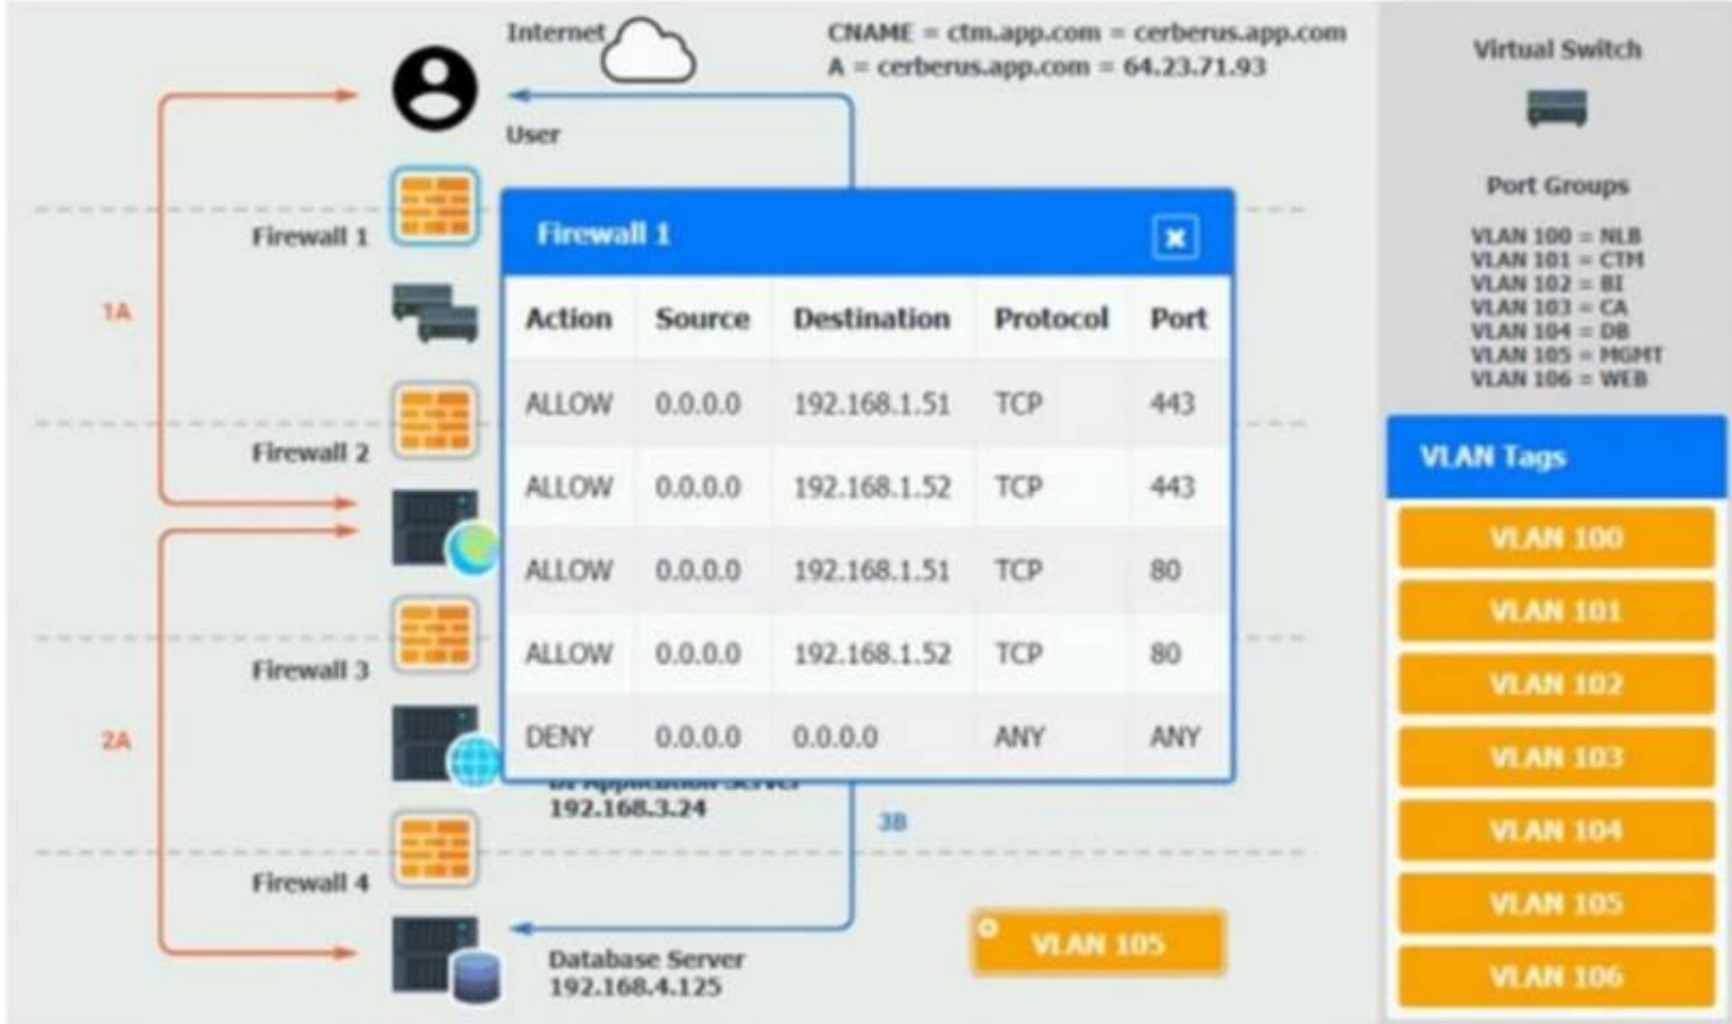 Internet
CNAME = ctm.app.com = cerberus.app.com
A = cerberus.app.com = 64.23.71.93
User
Firewall 1
1A
Firewall 2
Firewall 3
2A
Firewall 4
Firewall 1
Action Source Destination Protocol Port
ALLOW 0.0.0.0 192.168.1.51 TCP 443
ALLOW 0.0.0.0 192.168.1.52 TCP 443
ALLOW 0.0.0.0 192.168.1.51 TCP 80
ALLOW 0.0.0.0 192.168.1.52 TCP 80
DENY 0.0.0.0 0.0.0.0 ANY ANY
BI Application Server
192.168.3.24
3B
Database Server
192.168.4.125
VLAN 105
Virtual Switch
Port Groups
VLAN 100 = NLB
VLAN 101 = CTM
VLAN 102 = BI
VLAN 103 = CA
VLAN 104 = DB
VLAN 105 = MGMT
VLAN 106 = WEB
VLAN Tags
VLAN 100
VLAN 101
VLAN 102
VLAN 103
VLAN 104
VLAN 105
VLAN 106